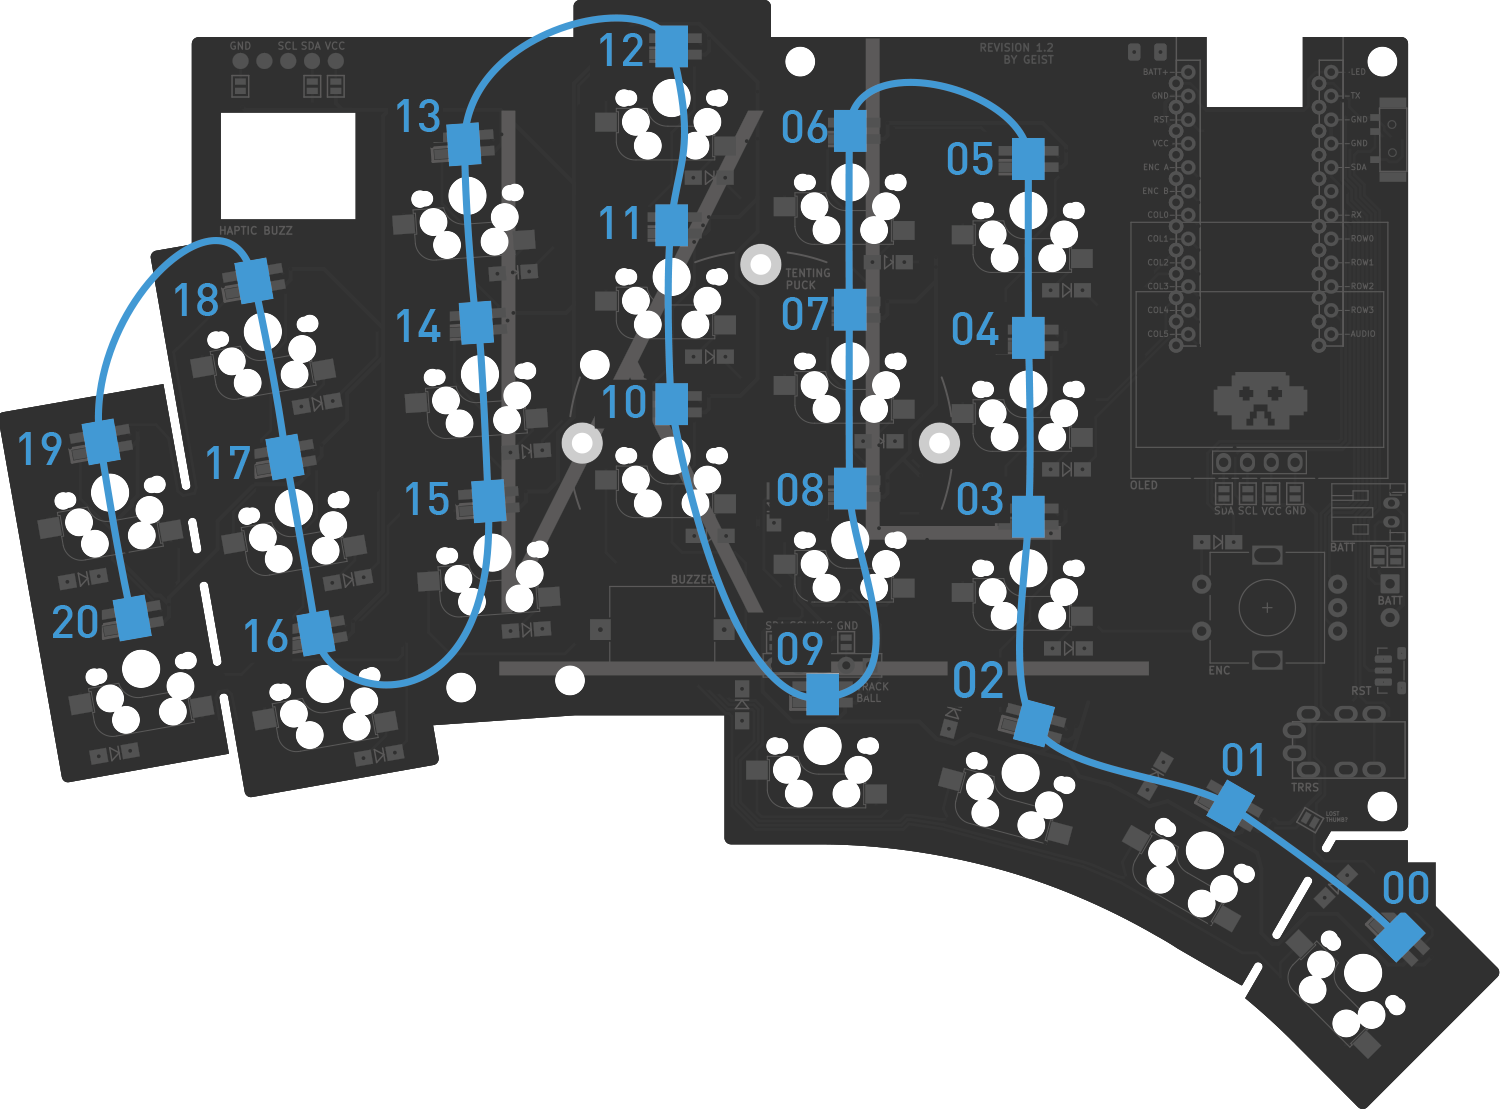 GND SCL SDA VCC
HAPTIC BUZZ
REVISION 1.2
BY GEIST
BATT+
GND
RST
VCC
ENC A
ENC B
COL0
COL1
COL2
COL3
COL4
COL5
LED
TX
GND
GND
SDA
RX
ROW0
ROW1
ROW2
ROW3
AUDIO
TENTING
PUCK
OLED
SDA SCL VCC GND
BATT
BATT
ENC
RST
TRRS
LOST
THUMB?
BUZZER
SDA SCL VCC GND
TRACK
BALL
12
13
06
05
11
18
14
07
04
10
19
17
15
08
03
20
16
09
02
01
00